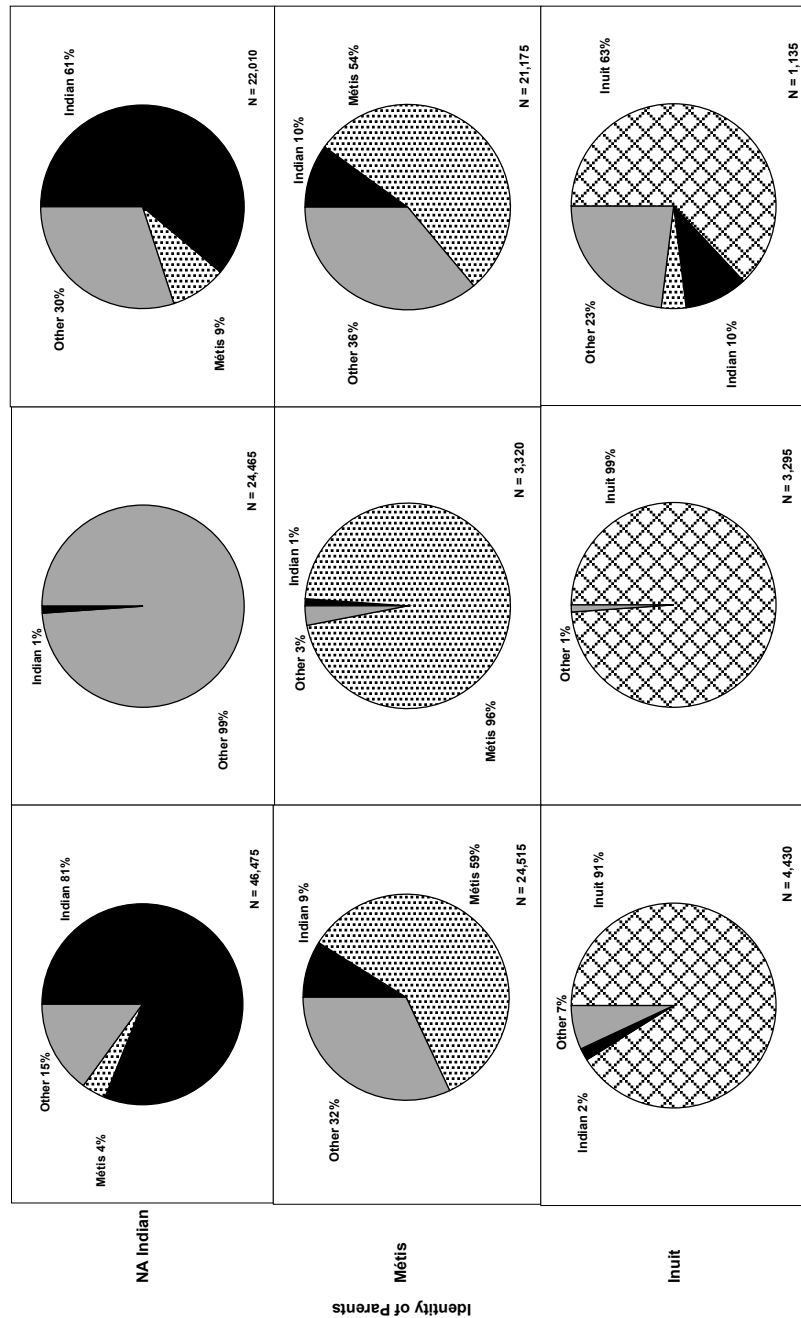 Identity of Parents
NA Indian
Other 15%
Indian 81%
Métis 4%
N = 46,475
Indian 1%
Other 99%
N = 24,465
Other 30%
Indian 61%
Métis 9%
N = 22,010
Métis
Indian 9%
Other 32%
Métis 59%
N = 24,515
Other 3%
Indian 1%
Métis 96%
N = 3,320
Indian 10%
Métis 54%
Other 36%
N = 21,175
Inuit
Other 7%
Inuit 91%
Indian 2%
N = 4,430
Other 1%
Inuit 99%
N = 3,295
Other 23%
Inuit 63%
Indian 10%
N = 1,135